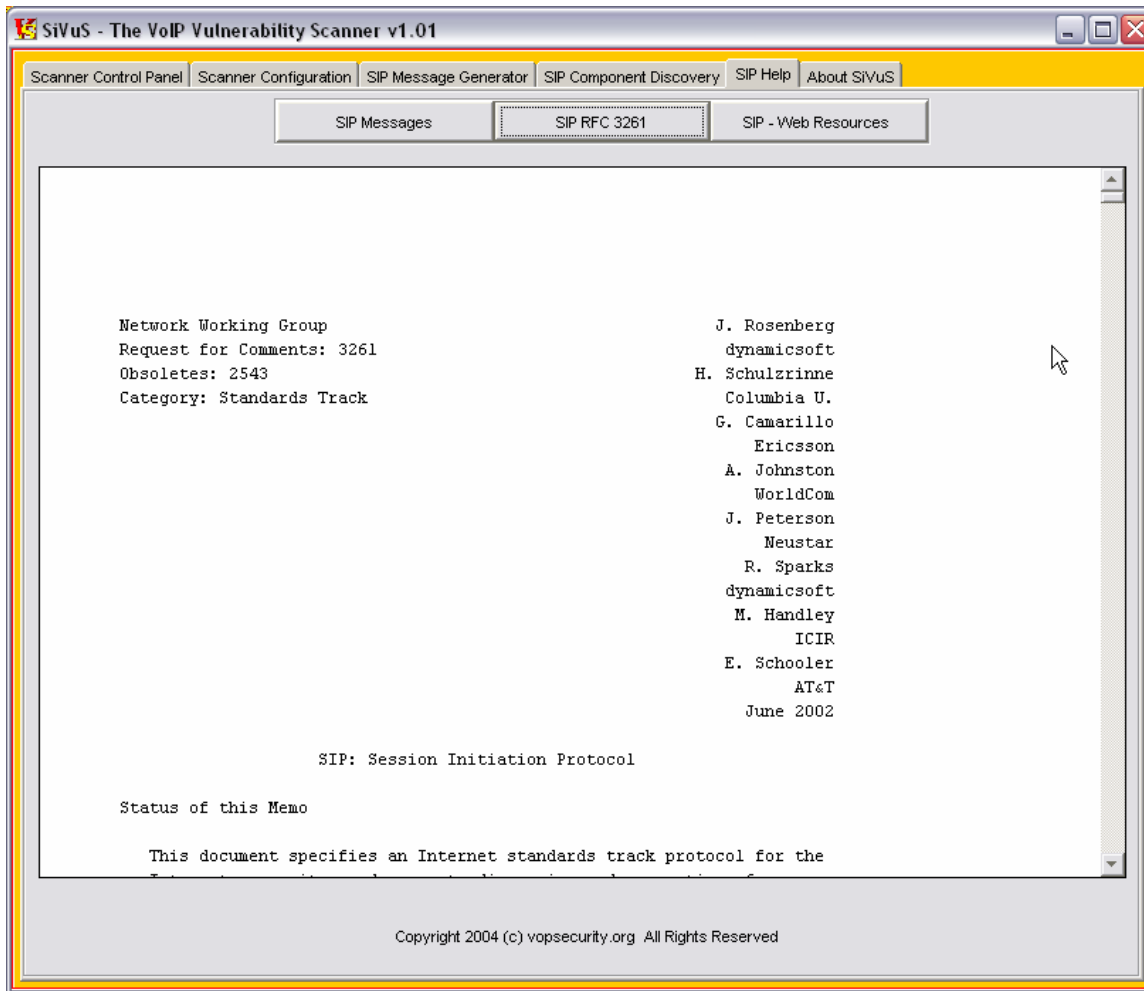 SiVuS - The VoIP Vulnerability Scanner v1.01
Scanner Control Panel Scanner Configuration SIP Message Generator SIP Component Discovery SIP Help About SiVuS
SIP Messages SIP RFC 3261 SIP - Web Resources
Network Working Group J. Rosenberg
Request for Comments: 3261 dynamicsoft
Obsoletes: 2543 H. Schulzrinne
Category: Standards Track Columbia U.
G. Camarillo
Ericsson
A. Johnston
WorldCom
J. Peterson
Neustar
R. Sparks
dynamicsoft
M. Handley
ICIR
E. Schooler
AT&T
June 2002
SIP: Session Initiation Protocol
Status of this Memo
This document specifies an Internet standards track protocol for the
Copyright 2004 (c) vopsecurity.org All Rights Reserved